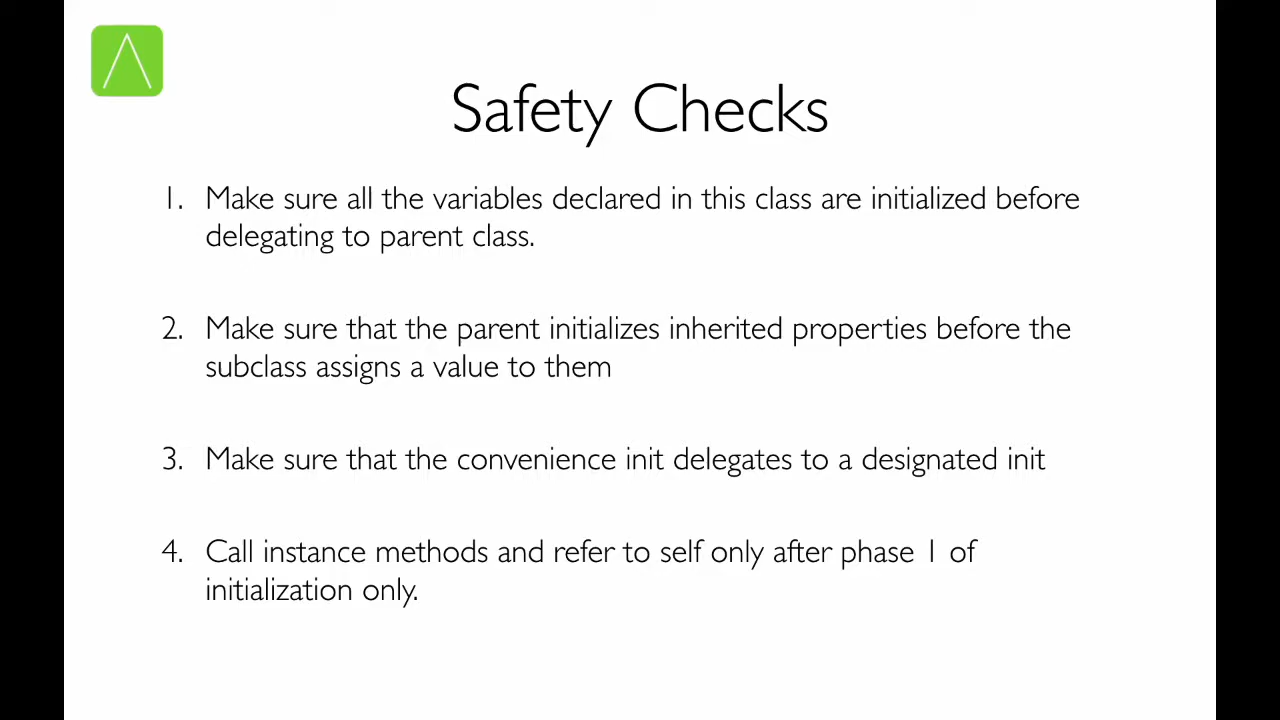 Safety Checks
1. Make sure all the variables declared in this class are initialized before
delegating to parent class.
2. Make sure that the parent initializes inherited properties before the
subclass assigns a value to them
3. Make sure that the convenience init delegates to a designated init
4. Call instance methods and refer to self only after phase 1 of
initialization only.